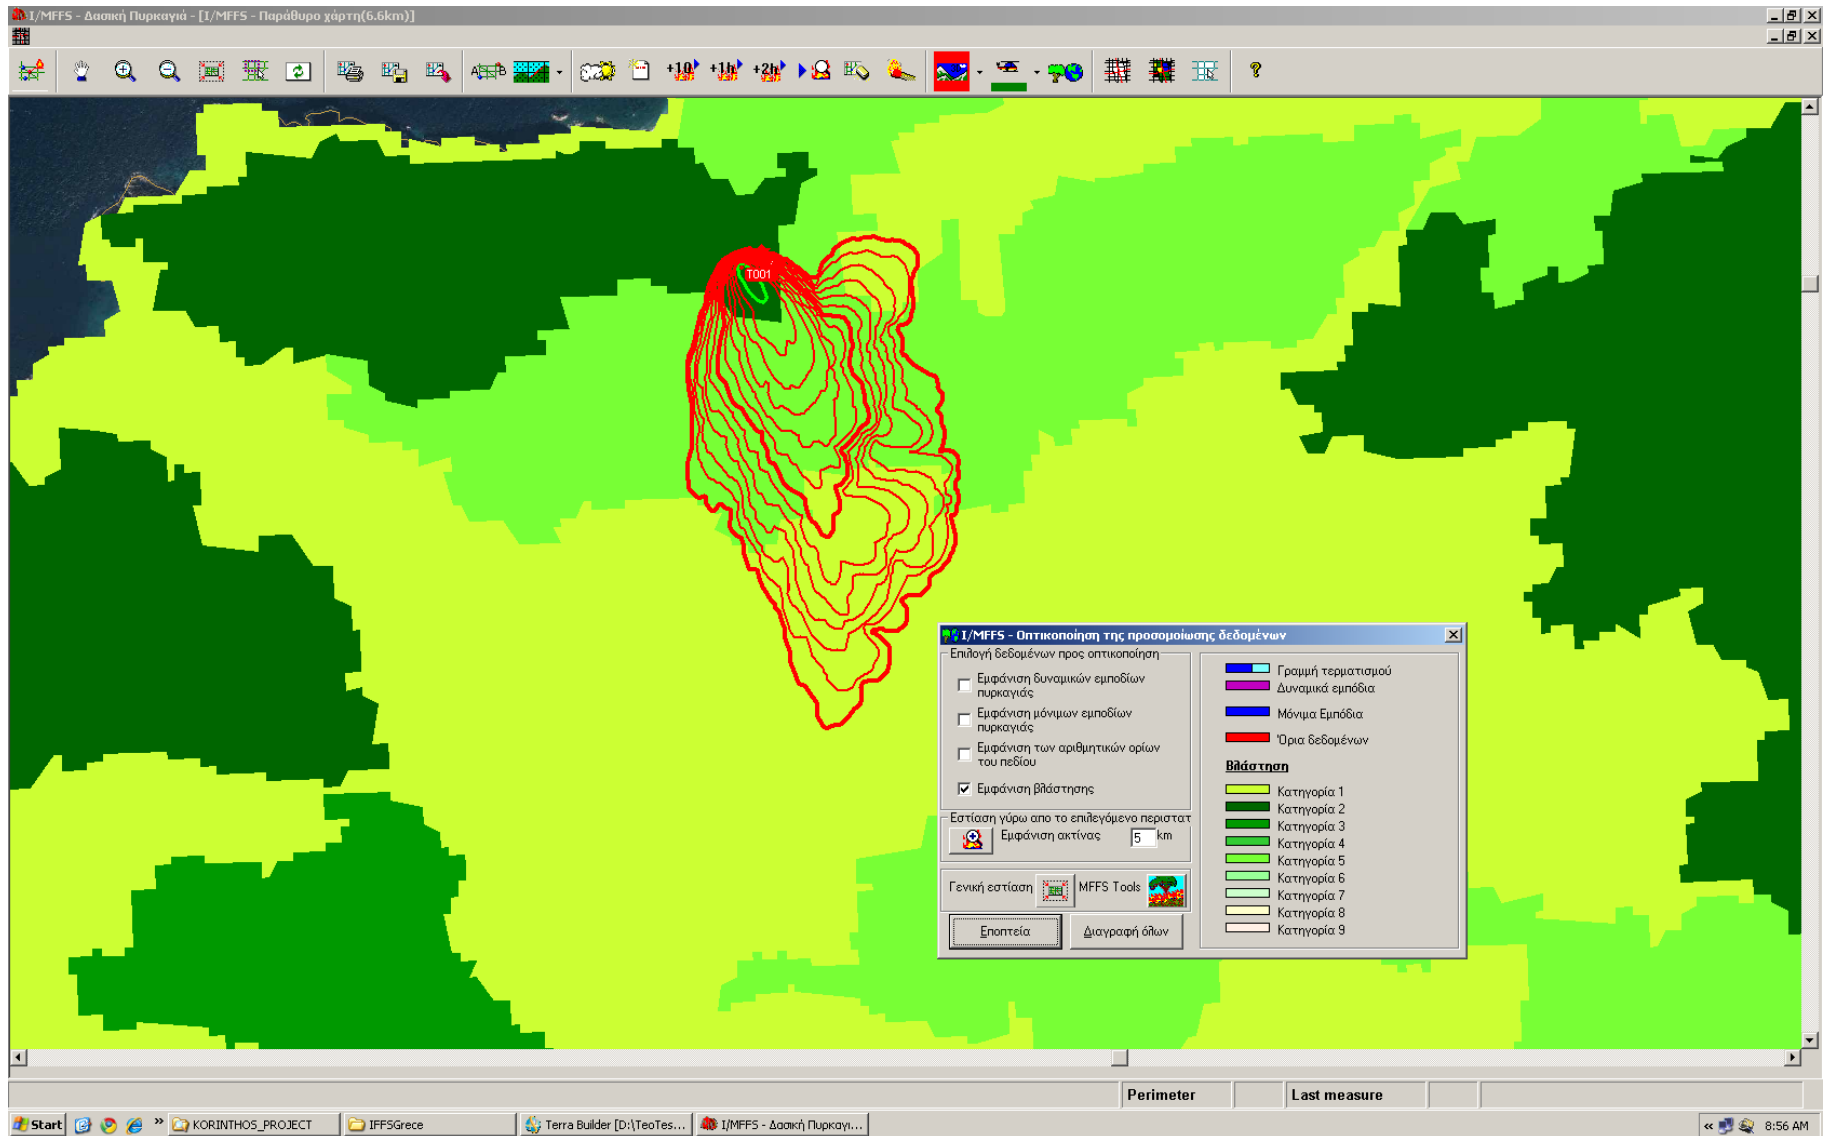 I/MFFS - Δασική Πυρκαγιά - [I/MFFS - Παράθυρο χάρτη(6.6km)]
A B +10' +1h +2h ?
T001
I/MFFS - Οπτικοποίηση της προσομοίωσης δεδομένων
Επιλογή δεδομένων προς οπτικοποίηση
Εμφάνιση δυναμικών εμποδίων
πυρκαγιάς
Εμφάνιση μόνιμων εμποδίων
πυρκαγιάς
Εμφάνιση των αριθμητικών ορίων
του πεδίου
Εμφάνιση βλάστησης
Εστίαση γύρω απο το επιλεγόμενο περιστατ
Εμφάνιση ακτίνας 5 km
Γενική εστίαση MFFS Tools
Εποπτεία Διαγραφή όλων
Γραμμή τερματισμού
Δυναμικά εμπόδια
Μόνιμα Εμπόδια
Όρια δεδομένων
Βλάστηση
Κατηγορία 1
Κατηγορία 2
Κατηγορία 3
Κατηγορία 4
Κατηγορία 5
Κατηγορία 6
Κατηγορία 7
Κατηγορία 8
Κατηγορία 9
Perimeter Last measure
Start » KORINTHOS_PROJECT IFFSGrece Terra Builder [D:\TeoTes... I/MFFS - Δασική Πυρκαγι... « 8:56 AM